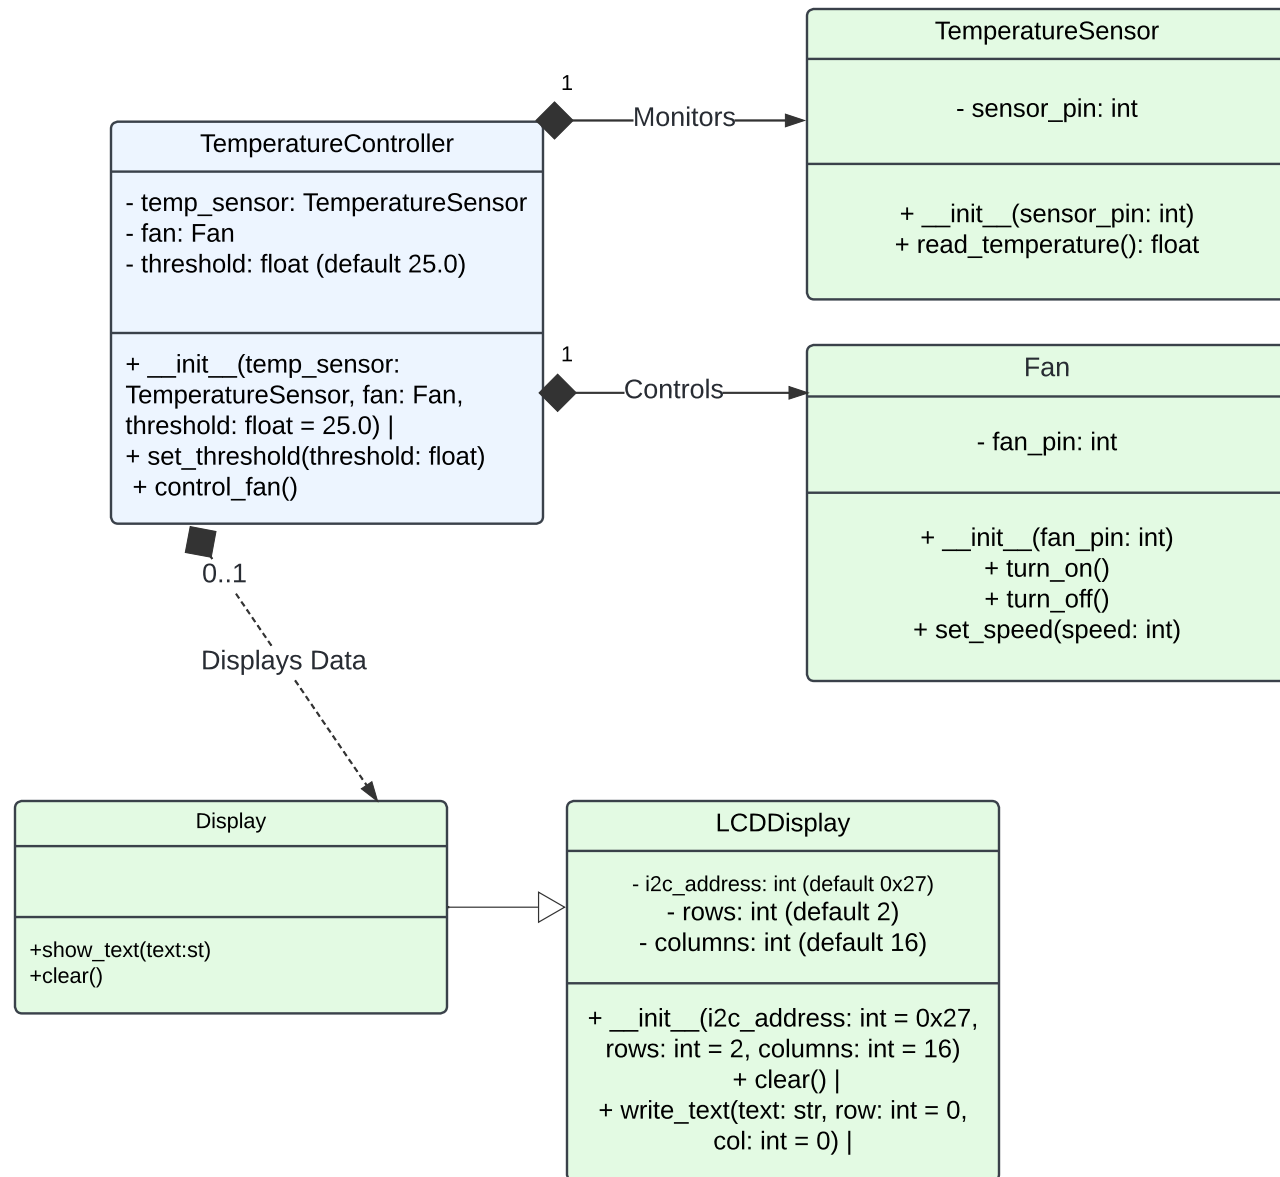 TemperatureSensor
- sensor_pin: int
+ __init__(sensor_pin: int)
+ read_temperature(): float
1
Monitors
TemperatureController
- temp_sensor: TemperatureSensor
- fan: Fan
- threshold: float (default 25.0)
+ __init__(temp_sensor:
TemperatureSensor, fan: Fan,
threshold: float = 25.0) |
+ set_threshold(threshold: float)
+ control_fan()
1
Controls
Fan
- fan_pin: int
+ __init__(fan_pin: int)
+ turn_on()
+ turn_off()
+ set_speed(speed: int)
0..1
Displays Data
Display
+show_text(text:st)
+clear()
LCDDisplay
- i2c_address: int (default 0x27)
- rows: int (default 2)
- columns: int (default 16)
+ __init__(i2c_address: int = 0x27,
rows: int = 2, columns: int = 16)
+ clear() |
+ write_text(text: str, row: int = 0,
col: int = 0) |